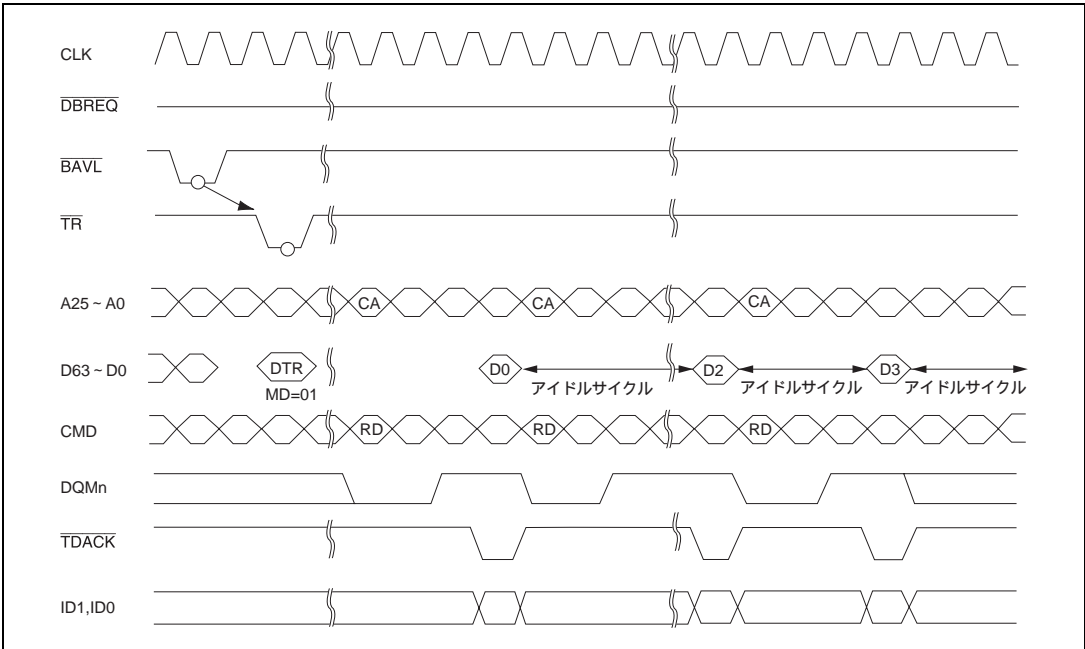 CLK
DBREQ
BAVL
TR
A25 ~ A0 CA CA CA
D63 ~ D0 DTR D0 アイドルサイクル D2 アイドルサイクル D3 アイドルサイクル
MD=01
CMD RD RD RD
DQMn
TDACK
ID1,ID0